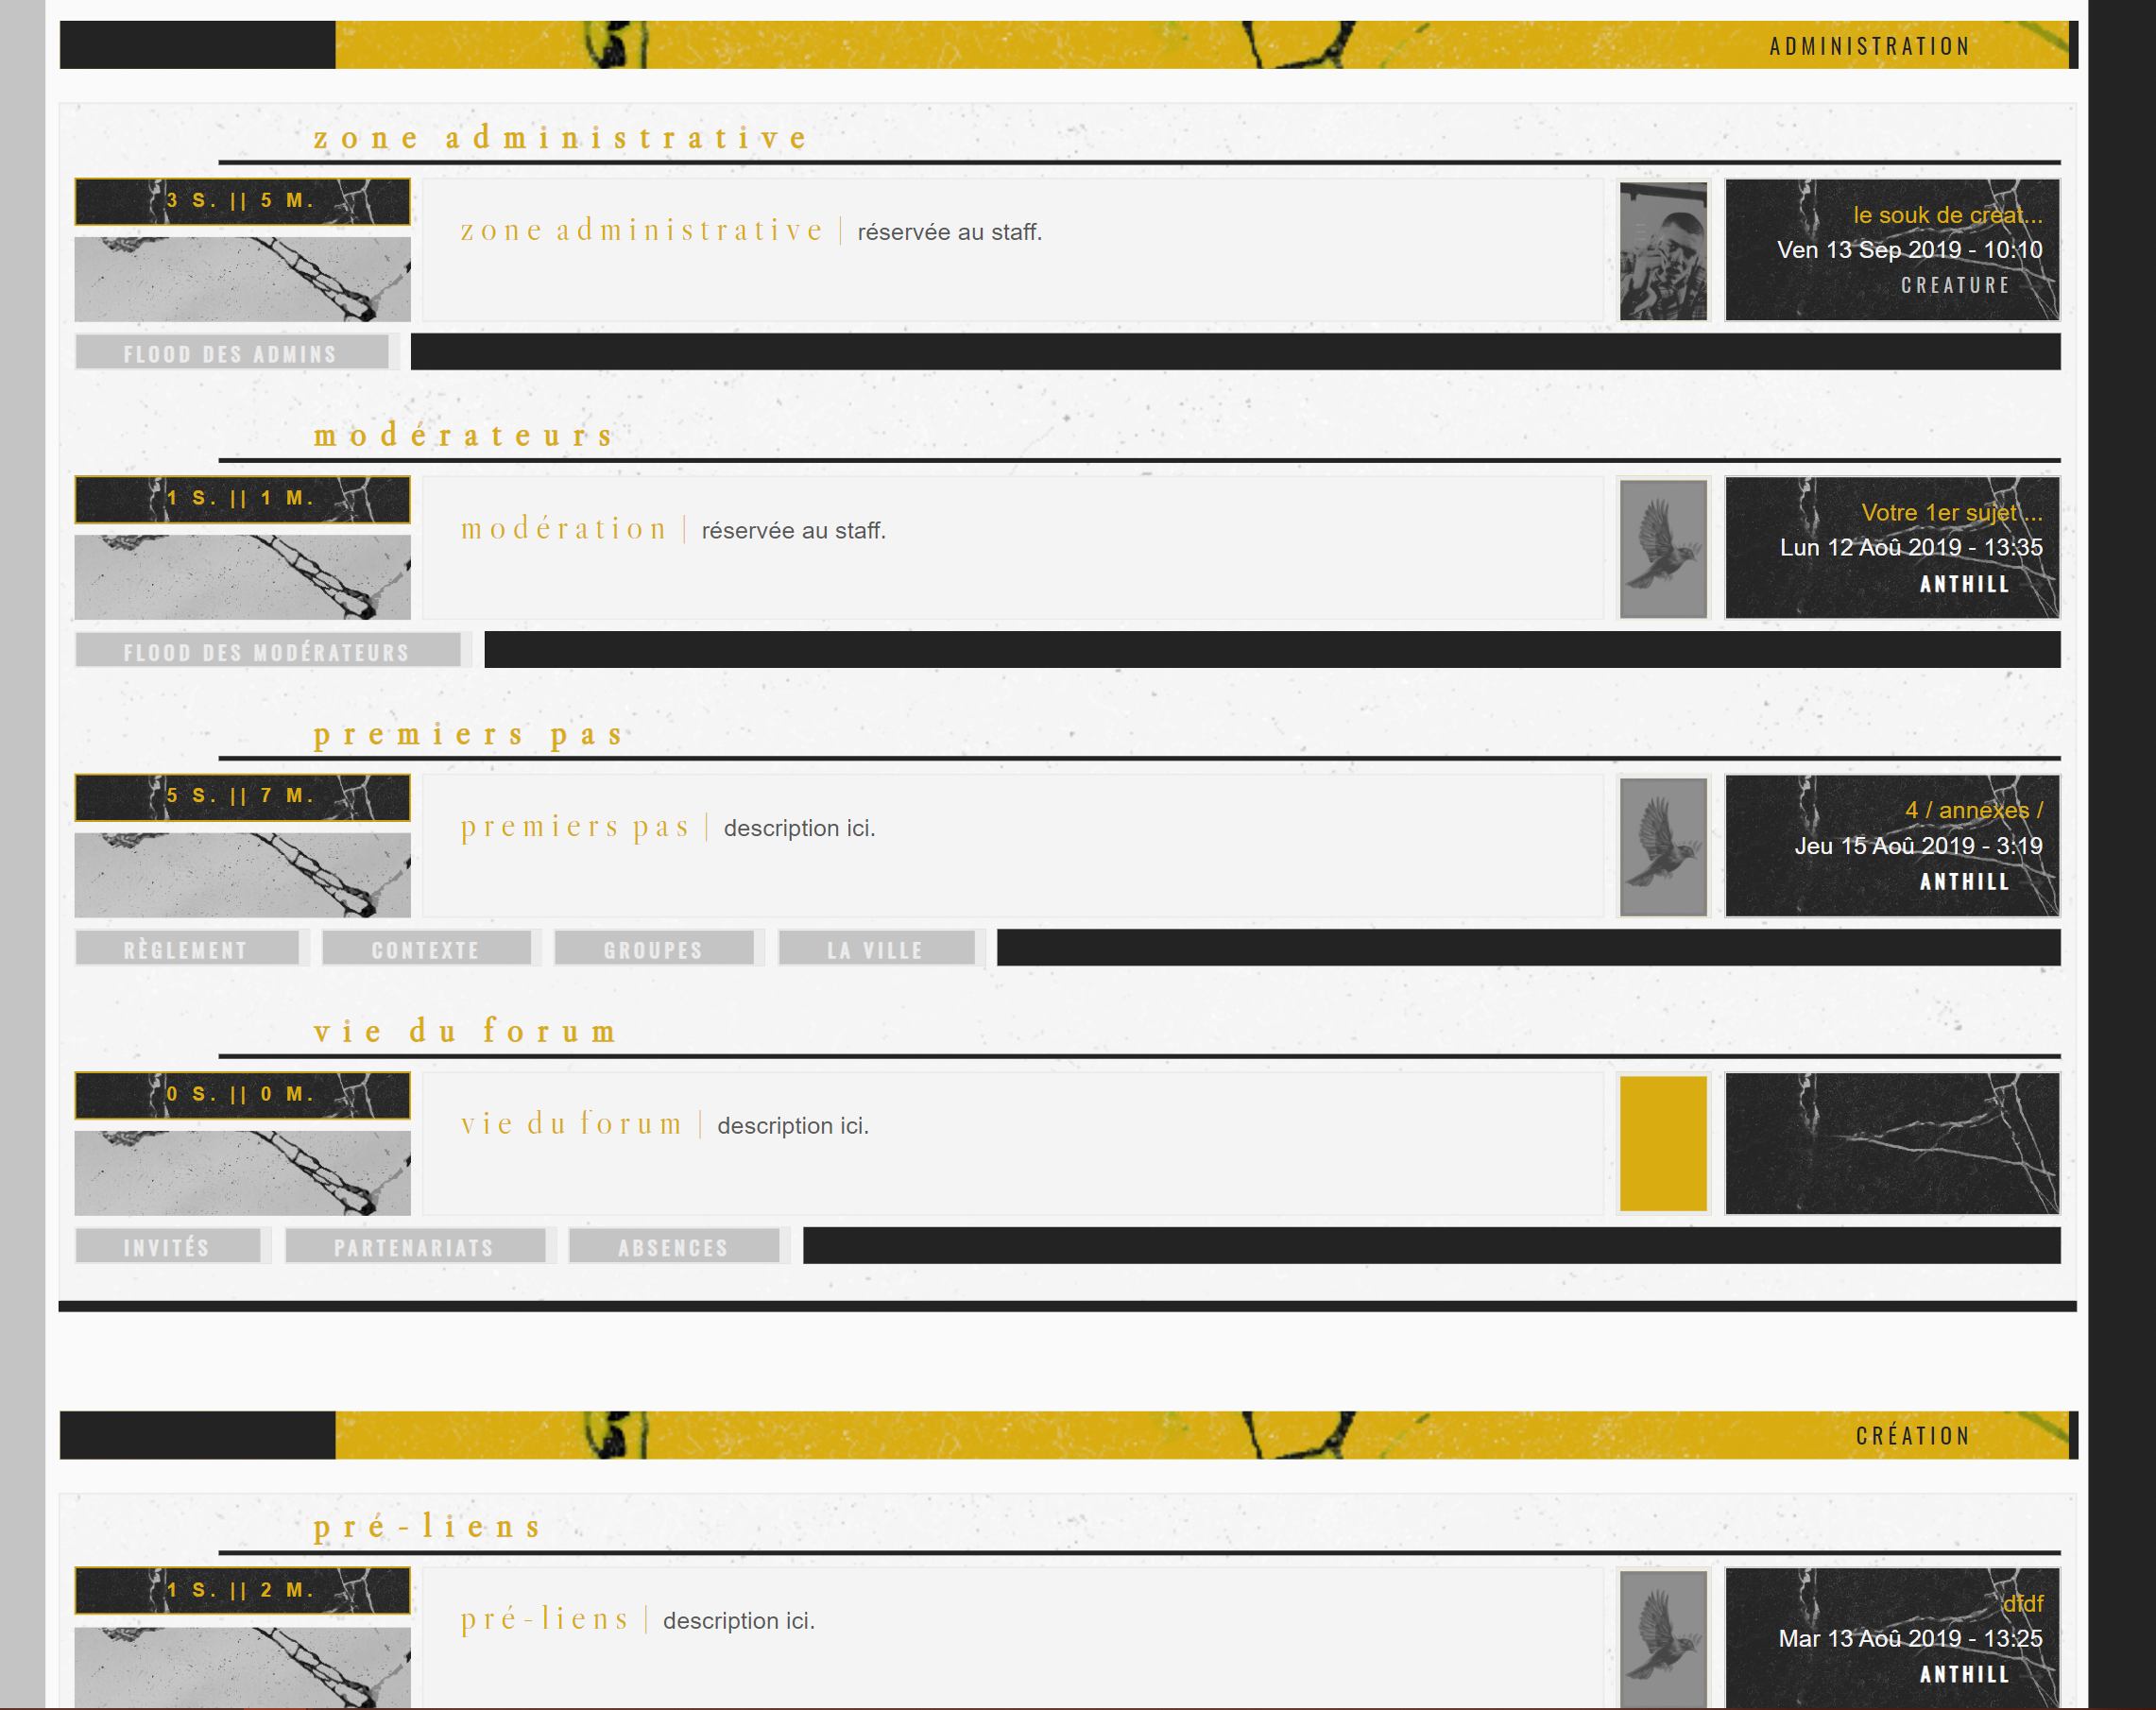 ADMINISTRATION
zone administrative
3 S. || 5 M.
zone administrative | réservée au staff.
le souk de creat...
Ven 13 Sep 2019 - 10:10
CREATURE
FLOOD DES ADMINS
modérateurs
1 S. || 1 M.
modération | réservée au staff.
Votre 1er sujet ...
Lun 12 Aoû 2019 - 13:35
ANTHILL
FLOOD DES MODÉRATEURS
premiers pas
5 S. || 7 M.
premiers pas | description ici.
4 / annexes /
Jeu 15 Aoû 2019 - 3:19
ANTHILL
RÈGLEMENT CONTEXTE GROUPES LA VILLE
vie du forum
0 S. || 0 M.
vie du forum | description ici.
INVITÉS PARTENARIATS ABSENCES
CRÉATION
pré-liens
1 S. || 2 M.
pré-liens | description ici.
dfdf
Mar 13 Aoû 2019 - 13:25
ANTHILL